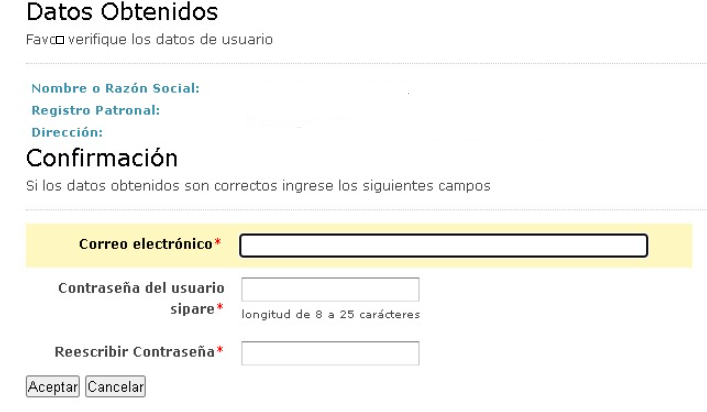 Datos Obtenidos
Favor verifique los datos de usuario
Nombre o Razón Social:
Registro Patronal:
Dirección:
Confirmación
Si los datos obtenidos son correctos ingrese los siguientes campos
Correo electrónico*
Contraseña del usuario
sipare*
longitud de 8 a 25 carácteres
Reescribir Contraseña*
Aceptar Cancelar